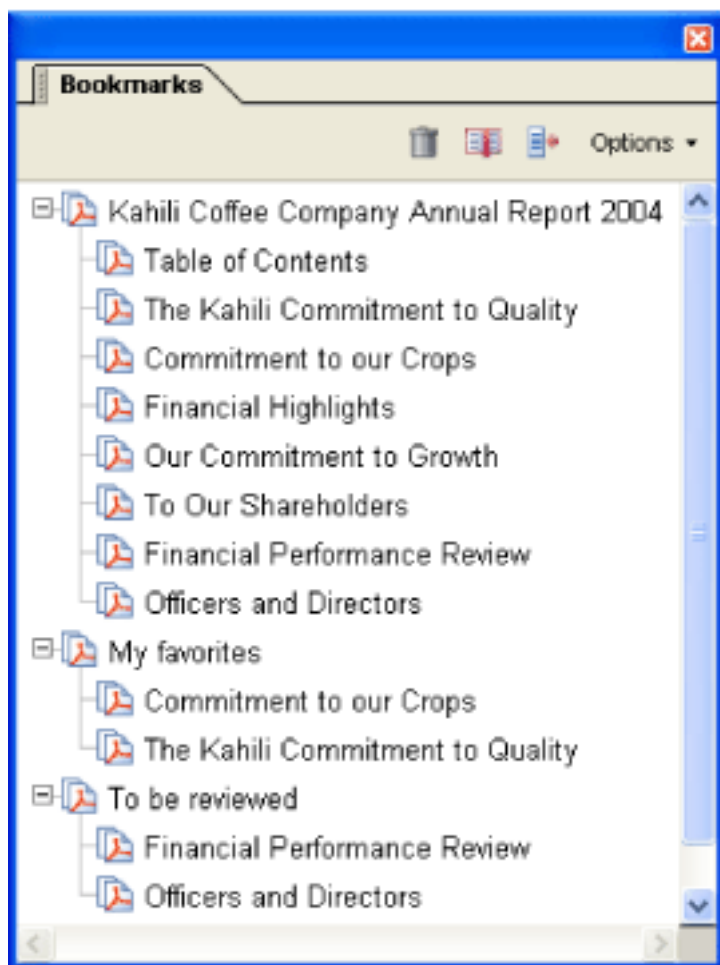 Bookmarks
Options
Kahili Coffee Company Annual Report 2004
Table of Contents
The Kahili Commitment to Quality
Commitment to our Crops
Financial Highlights
Our Commitment to Growth
To Our Shareholders
Financial Performance Review
Officers and Directors
My favorites
Commitment to our Crops
The Kahili Commitment to Quality
To be reviewed
Financial Performance Review
Officers and Directors